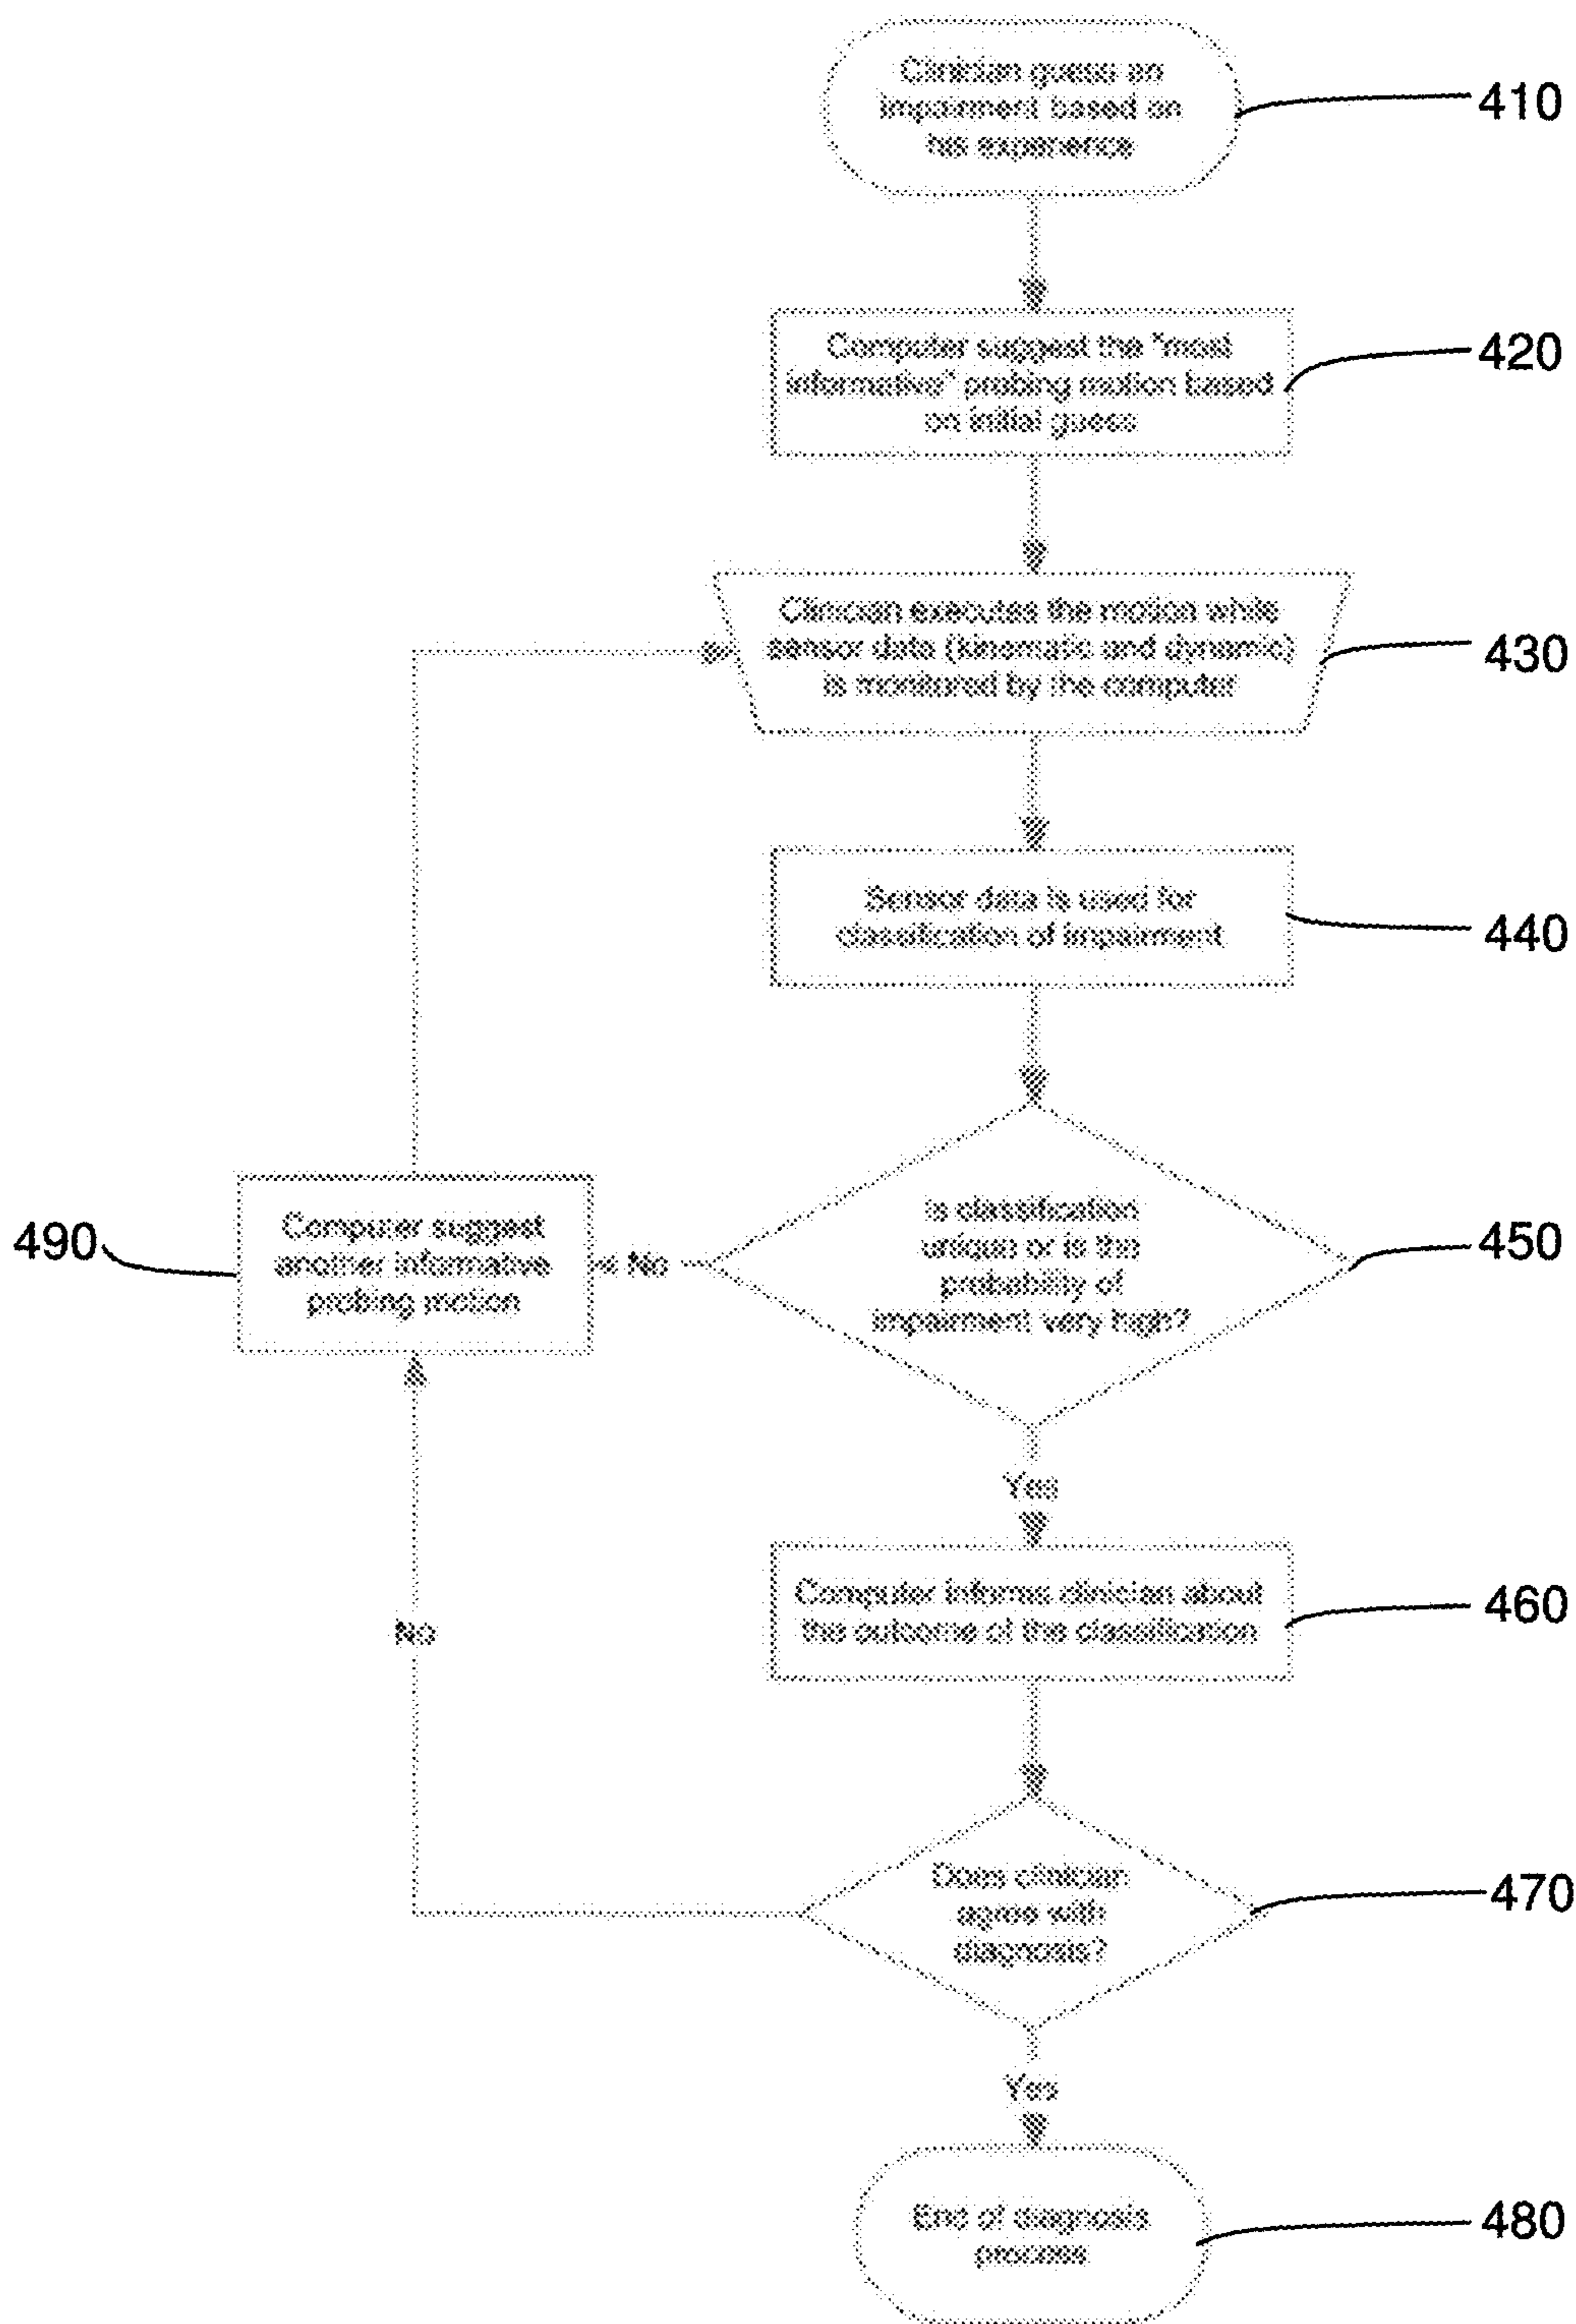 Clinician guess an
impairment based on
his experience
410
Computer suggest the "most
informative" probing motion based
on initial guess
420
Clinician executes the motion while
sensor data (kinematic and dynamic)
is monitored by the computer
430
Sensor data is used for
classification of impairment
440
Is classification
unique or is the
probability of
impairment very high?
450
No
Computer suggest
another informative
probing motion
490
Yes
Computer informs clinician about
the outcome of the classification
460
No
Does clinician
agree with
diagnosis?
470
Yes
End of diagnosis
process
480